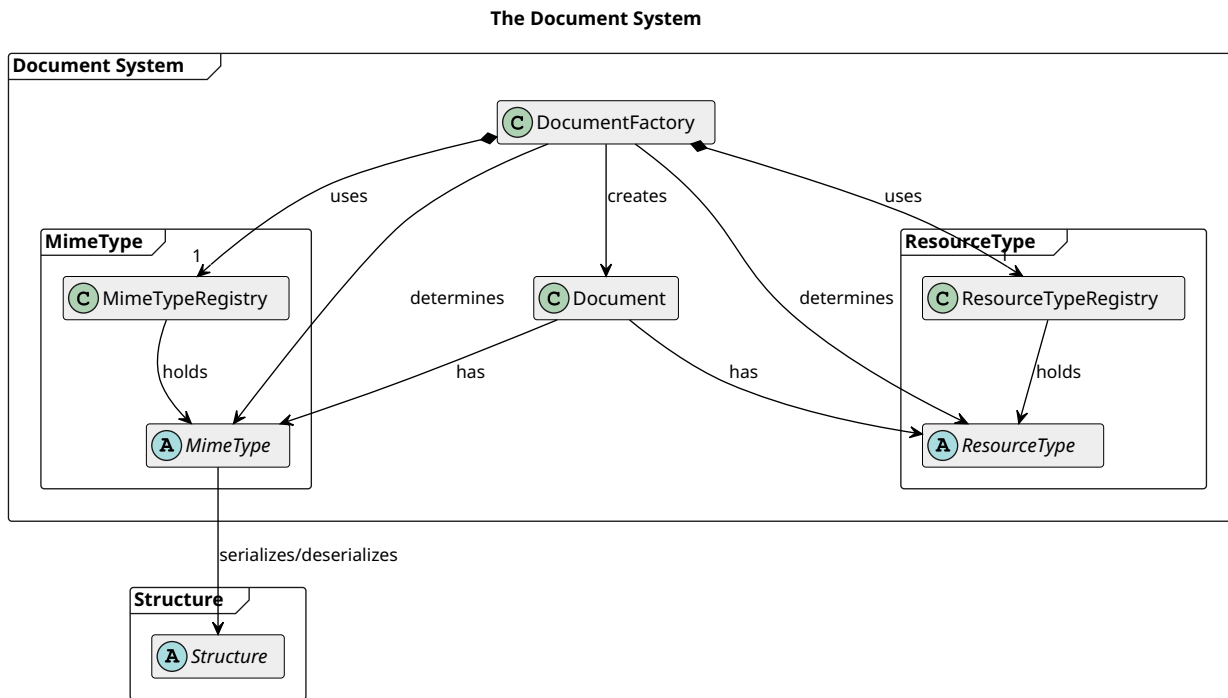 The Document System
Document System
C DocumentFactory
uses
creates
uses
MimeType
1
ResourceType
1
C MimeTypeRegistry
determines
C Document
determines
C ResourceTypeRegistry
holds
has
has
holds
A MimeType
A ResourceType
serializes/deserializes
Structure
A Structure